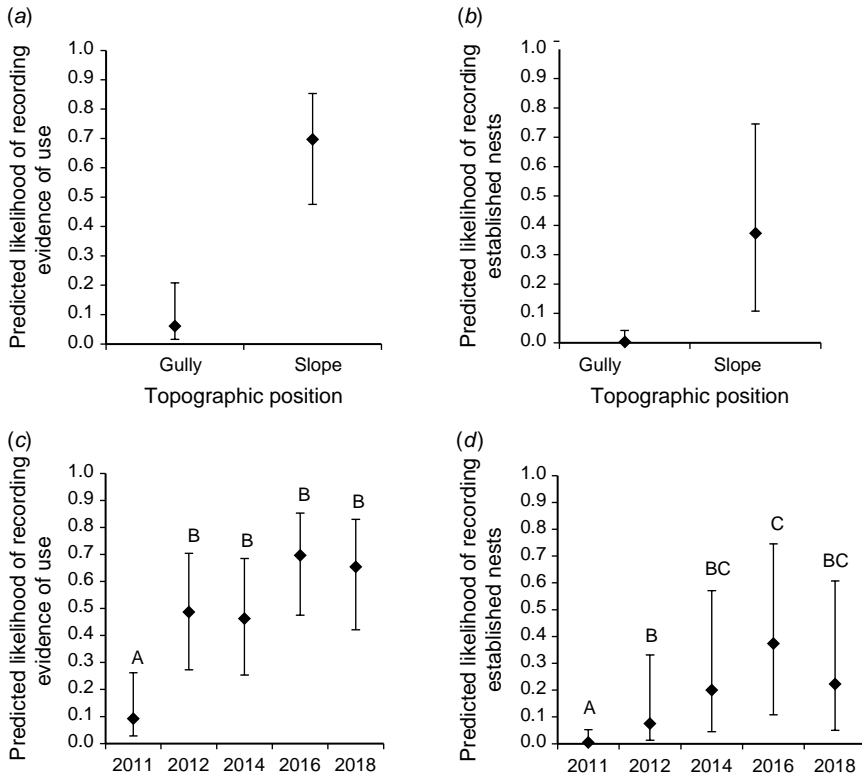 (a)
Predicted likelihood of recording
evidence of use
1.0
0.9
0.8
0.7
0.6
0.5
0.4
0.3
0.2
0.1
0.0
Gully Slope
Topographic position
(b)
Predicted likelihood of recording
established nests
1.0
0.9
0.8
0.7
0.6
0.5
0.4
0.3
0.2
0.1
0.0
Gully Slope
Topographic position
(c)
Predicted likelihood of recording
evidence of use
1.0
0.9
0.8
0.7
0.6
0.5
0.4
0.3
0.2
0.1
0.0
A B B B B
2011 2012 2014 2016 2018
(d)
Predicted likelihood of recording
established nests
1.0
0.9
0.8
0.7
0.6
0.5
0.4
0.3
0.2
0.1
0.0
A B BC C BC
2011 2012 2014 2016 2018